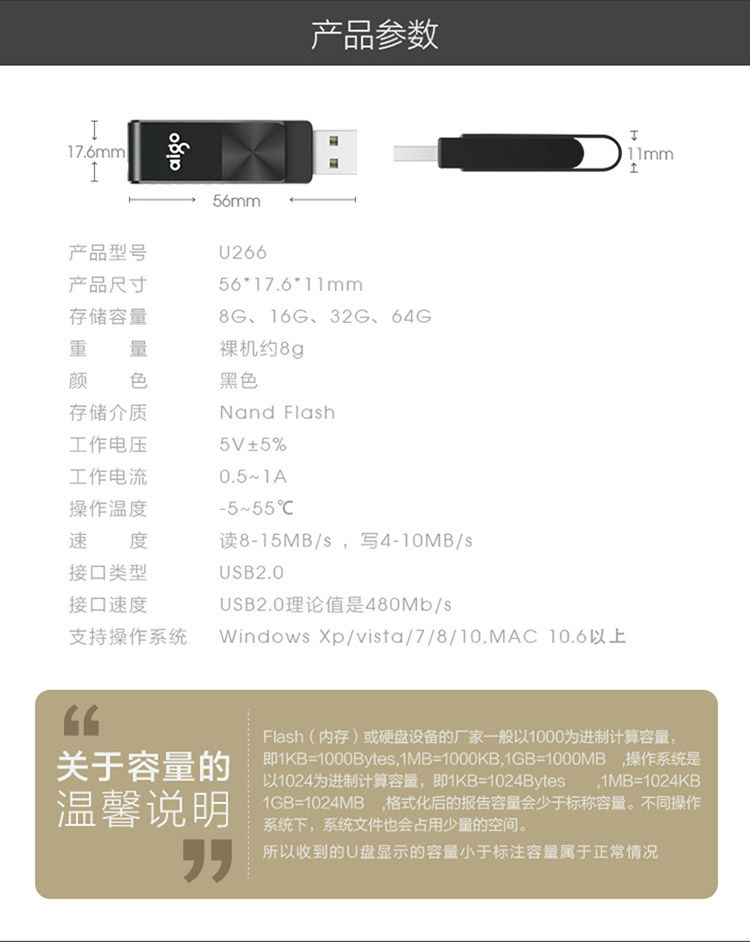 产品参数
17.6mm
aigo
56mm
11mm
产品型号 U266
产品尺寸 56*17.6*11mm
存储容量 8G、16G、32G、64G
重 量 裸机约8g
颜 色 黑色
存储介质 Nand Flash
工作电压 5V±5%
工作电流 0.5~1A
操作温度 -5~55℃
速 度 读8-15MB/s ，写4-10MB/s
接口类型 USB2.0
接口速度 USB2.0理论值是480Mb/s
支持操作系统 Windows Xp/vista/7/8/10,MAC 10.6以上
“
关于容量的
温馨说明
”
Flash（内存）或硬盘设备的厂家一般以1000为进制计算容量，
即1KB=1000Bytes,1MB=1000KB,1GB=1000MB ,操作系统是
以1024为进制计算容量，即1KB=1024Bytes ,1MB=1024KB
1GB=1024MB ,格式化后的报告容量会少于标称容量。不同操作
系统下，系统文件也会占用少量的空间。
所以收到的U盘显示的容量小于标注容量属于正常情况